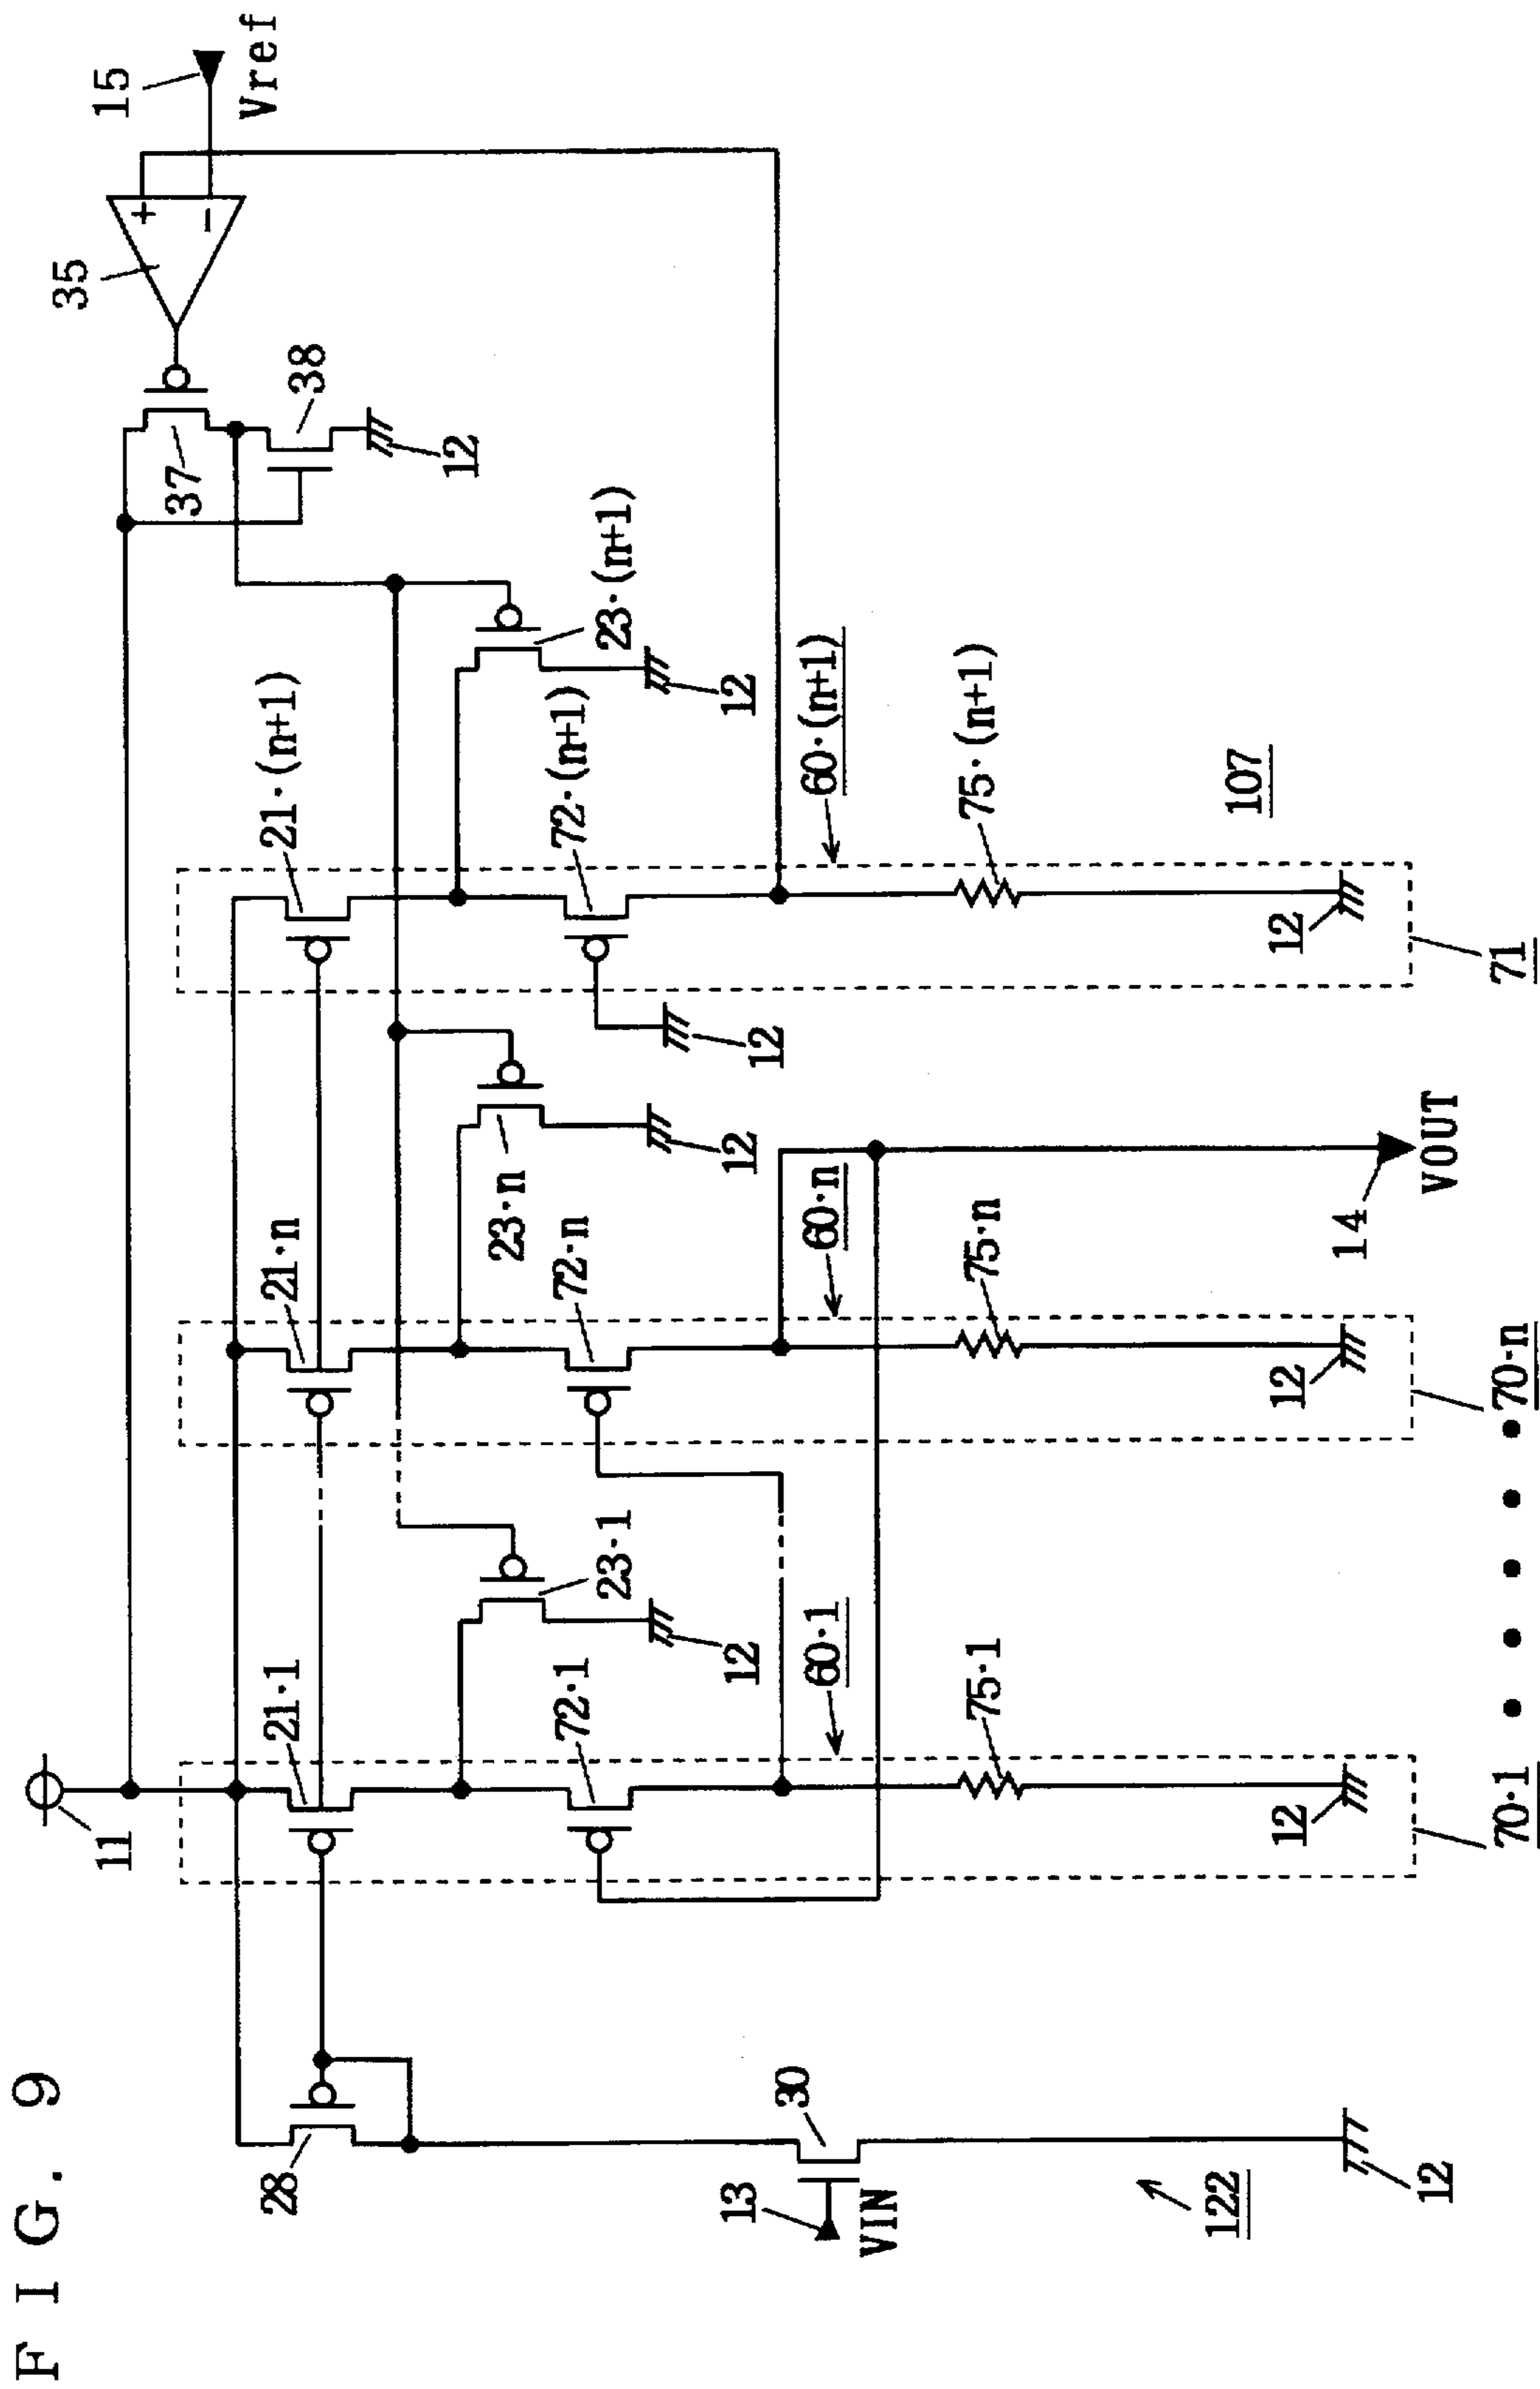 FIG. 9
11
15
Vref
35
37
38
12
28
21·1
21·n
21·(n+1)
23·1
23·n
23·(n+1)
12
12
12
72·1
72·n
72·(n+1)
12
13
VIN
30
60·1
60·n
60·(n+1)
75·1
75·n
75·(n+1)
122
12
12
12
12
14
VOUT
107
70·1
70·n
71